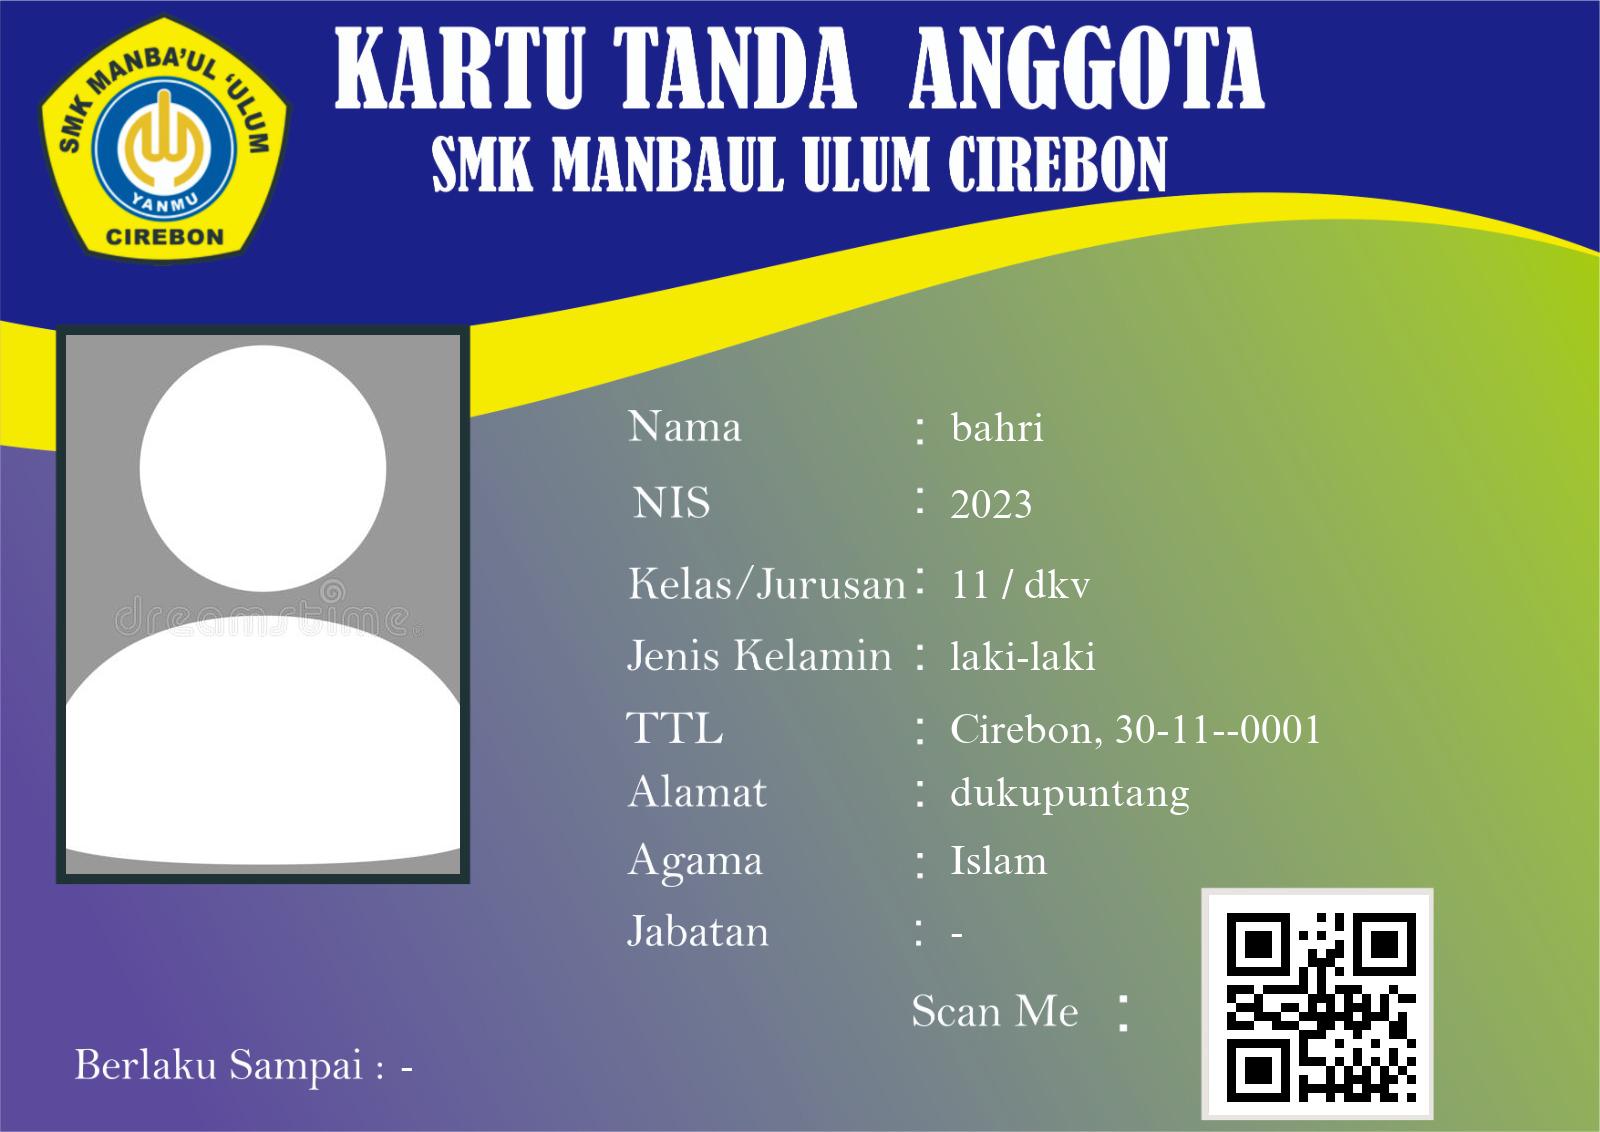 SMK MANBA'UL 'ULUM
YANMU
CIREBON
KARTU TANDA ANGGOTA
SMK MANBAUL ULUM CIREBON
dreamstime
Nama : bahri
NIS : 2023
Kelas/Jurusan : 11 / dkv
Jenis Kelamin : laki-laki
TTL : Cirebon, 30-11--0001
Alamat : dukupuntang
Agama : Islam
Jabatan : -
Scan Me :
Berlaku Sampai : -